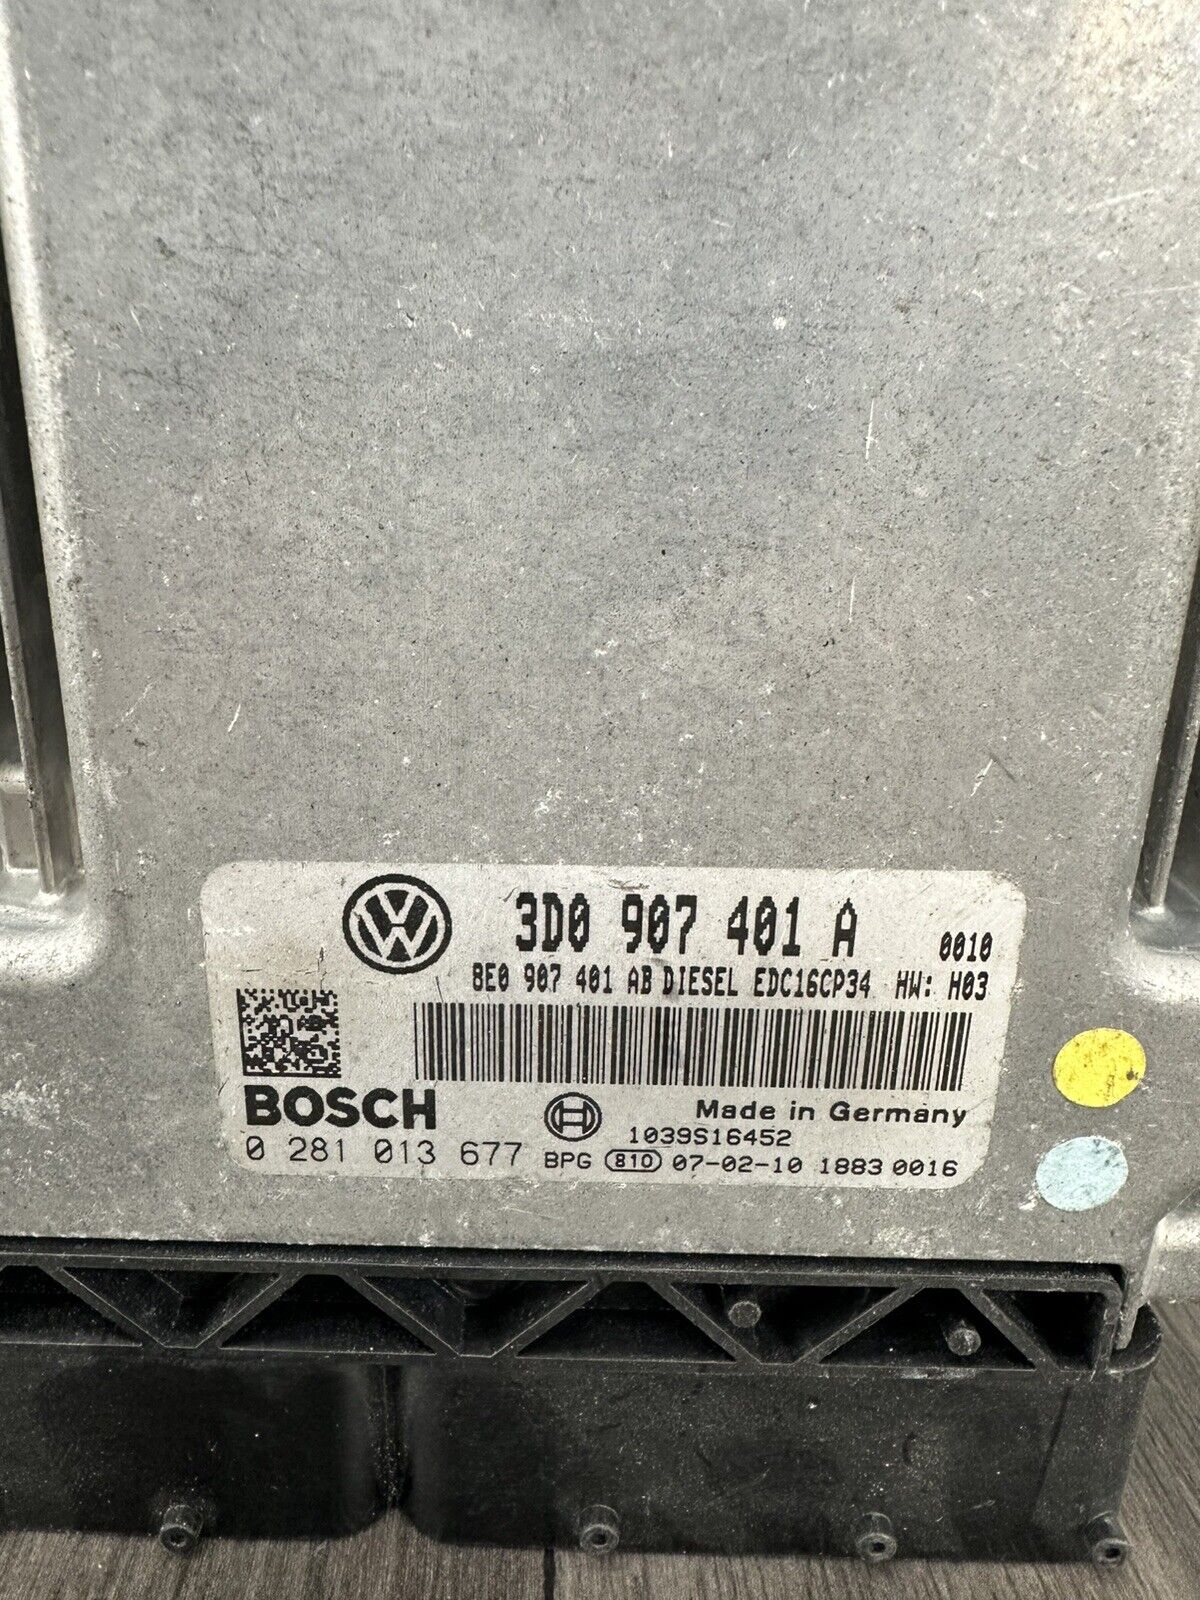 3D0 907 401 A 0010
8E0 907 401 AB DIESEL EDC16CP34 HW: H03
BOSCH
Made in Germany
1039S16452
0 281 013 677 BPG 810 07-02-10 1883 0016